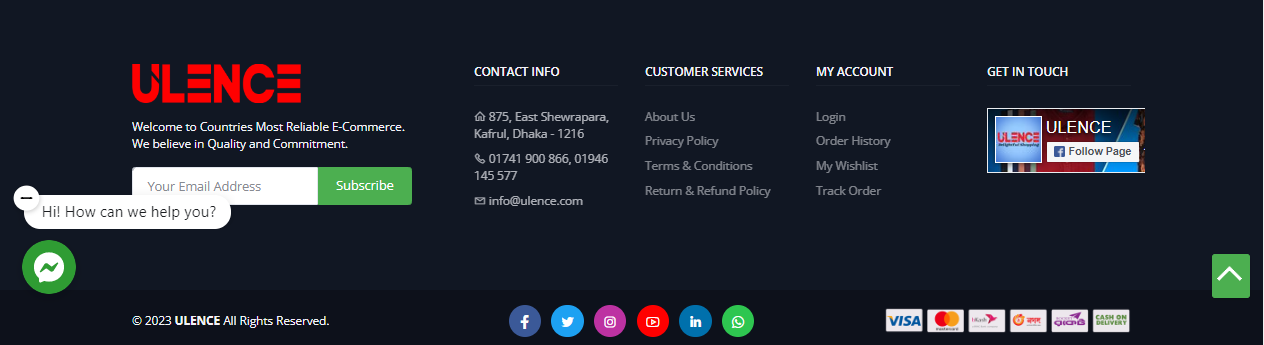 ULENCE
Welcome to Countries Most Reliable E-Commerce.
We believe in Quality and Commitment.
Your Email Address
Subscribe
Hi! How can we help you?
CONTACT INFO
875, East Shewrapara,
Kafrul, Dhaka - 1216
01741 900 866, 01946
145 577
info@ulence.com
CUSTOMER SERVICES
About Us
Privacy Policy
Terms & Conditions
Return & Refund Policy
MY ACCOUNT
Login
Order History
My Wishlist
Track Order
GET IN TOUCH
ULENCE
ULENCE
Follow Page
© 2023 ULENCE All Rights Reserved.
VISA
mastercard
CASH ON
DELIVERY